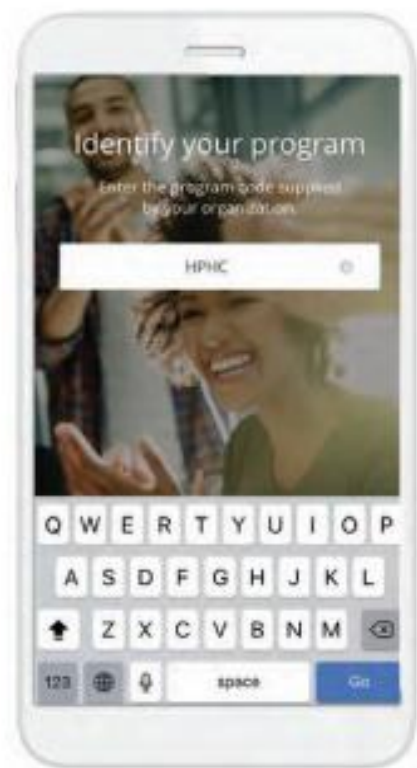 Identify your program
Enter the program code supplied
by your organization.
HPHC
Q W E R T Y U I O P
A S D F G H J K L
Z X C V B N M
123 space Go